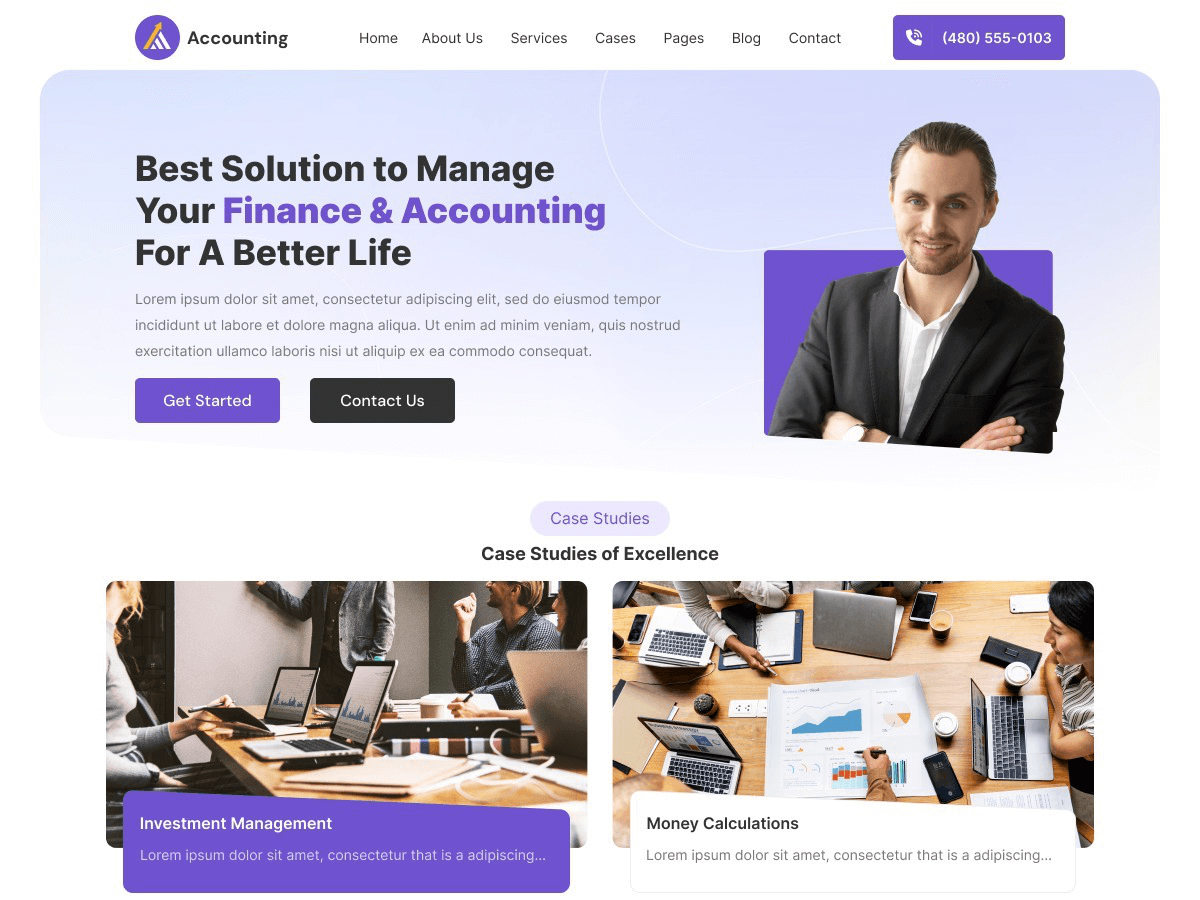 Accounting
Home About Us Services Cases Pages Blog Contact
(480) 555-0103
Best Solution to Manage
Your Finance & Accounting
For A Better Life
Lorem ipsum dolor sit amet, consectetur adipiscing elit, sed do eiusmod tempor
incididunt ut labore et dolore magna aliqua. Ut enim ad minim veniam, quis nostrud
exercitation ullamco laboris nisi ut aliquip ex ea commodo consequat.
Get Started
Contact Us
Case Studies
Case Studies of Excellence
Investment Management
Lorem ipsum dolor sit amet, consectetur that is a adipiscing...
Money Calculations
Lorem ipsum dolor sit amet, consectetur that is a adipiscing...